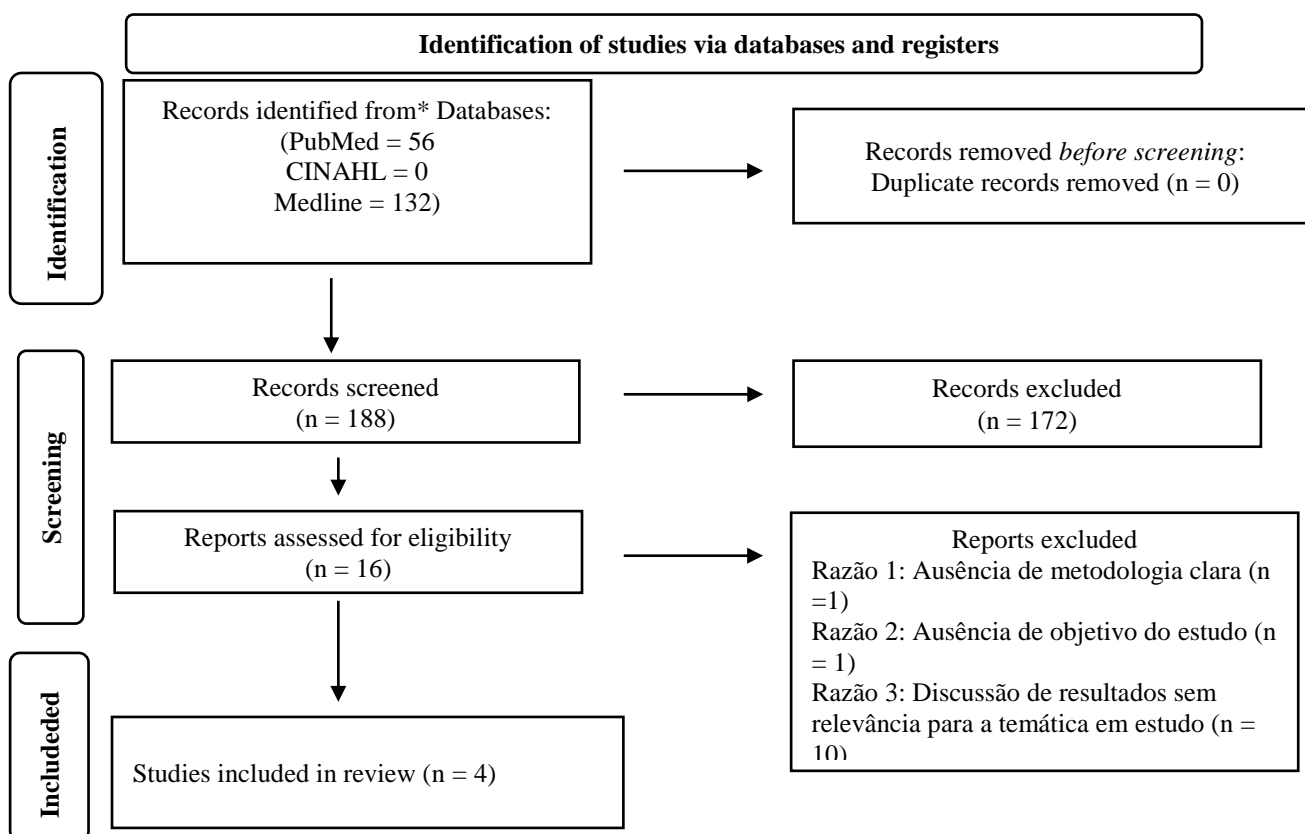 Identification of studies via databases and registers
Identification
Records identified from* Databases:
(PubMed = 56
CINAHL = 0
Medline = 132)
Records removed before screening:
Duplicate records removed (n = 0)
Screening
Records screened
(n = 188)
Records excluded
(n = 172)
Reports assessed for eligibility
(n = 16)
Reports excluded
Razão 1: Ausência de metodologia clara (n
=1)
Razão 2: Ausência de objetivo do estudo (n
= 1)
Razão 3: Discussão de resultados sem
relevância para a temática em estudo (n =
10)
Includeded
Studies included in review (n = 4)